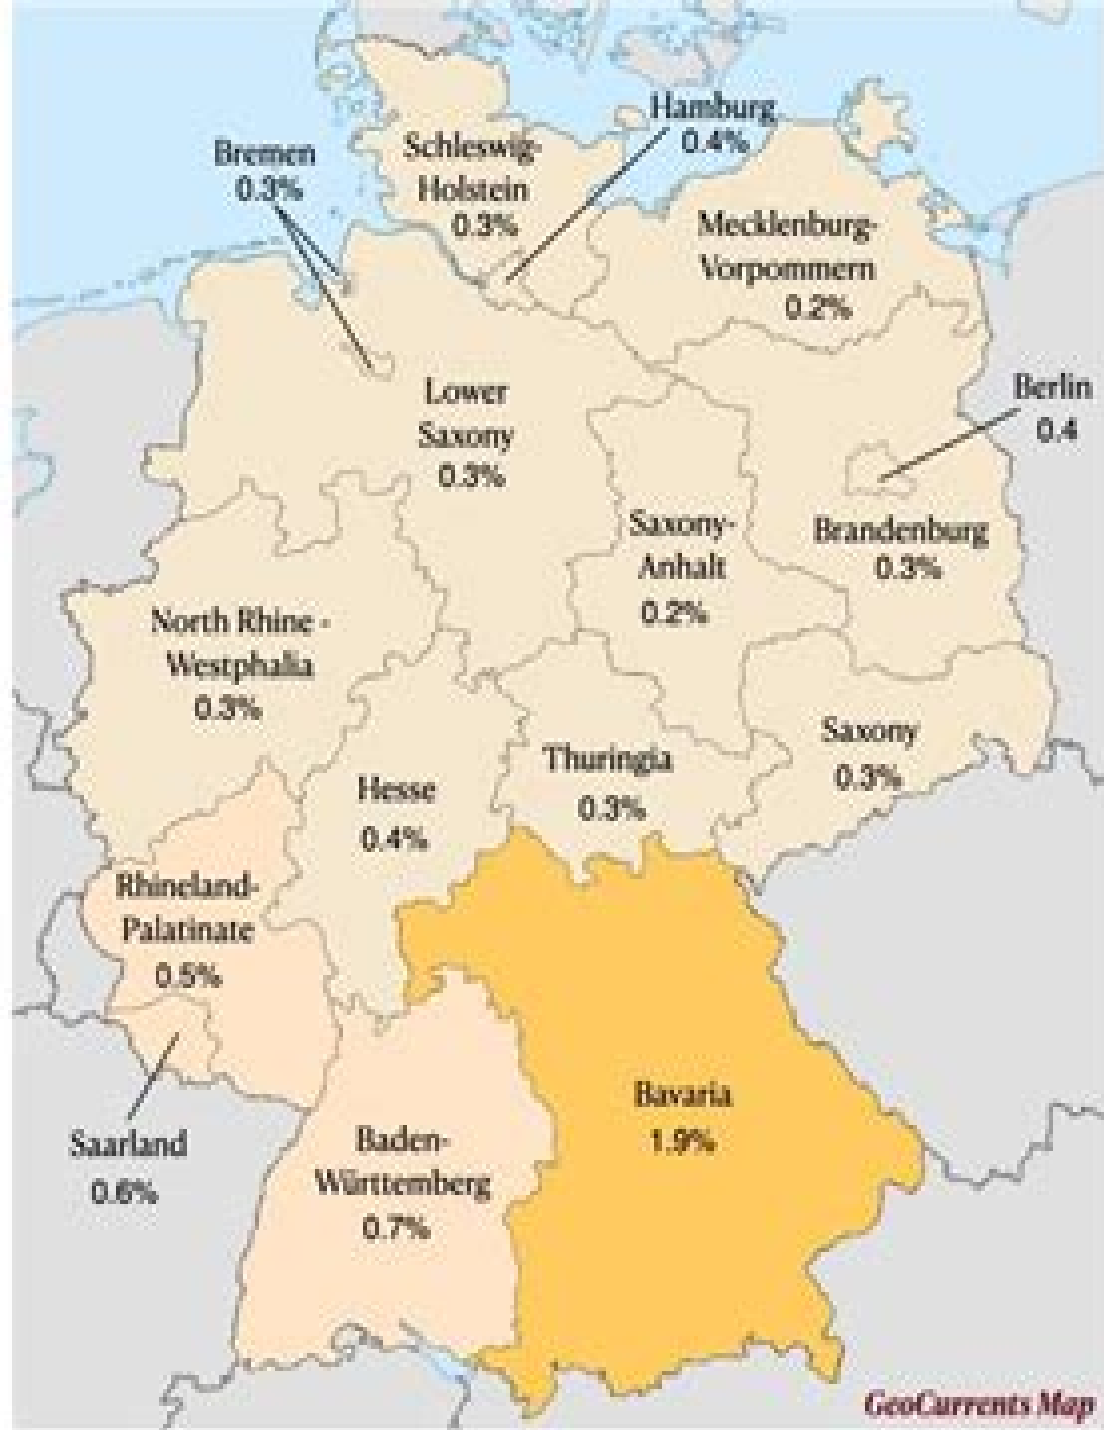 Hamburg
0.4%
Bremen
0.3%
Schleswig-
Holstein
0.3%
Mecklenburg-
Vorpommern
0.2%
Berlin
0.4
Lower
Saxony
0.3%
Saxony-
Anhalt
0.2%
Brandenburg
0.3%
North Rhine -
Westphalia
0.3%
Saxony
0.3%
Thuringia
0.3%
Hesse
0.4%
Rhineland-
Palatinate
0.5%
Bavaria
1.9%
Saarland
0.6%
Baden-
Württemberg
0.7%
GeoCurrents Map